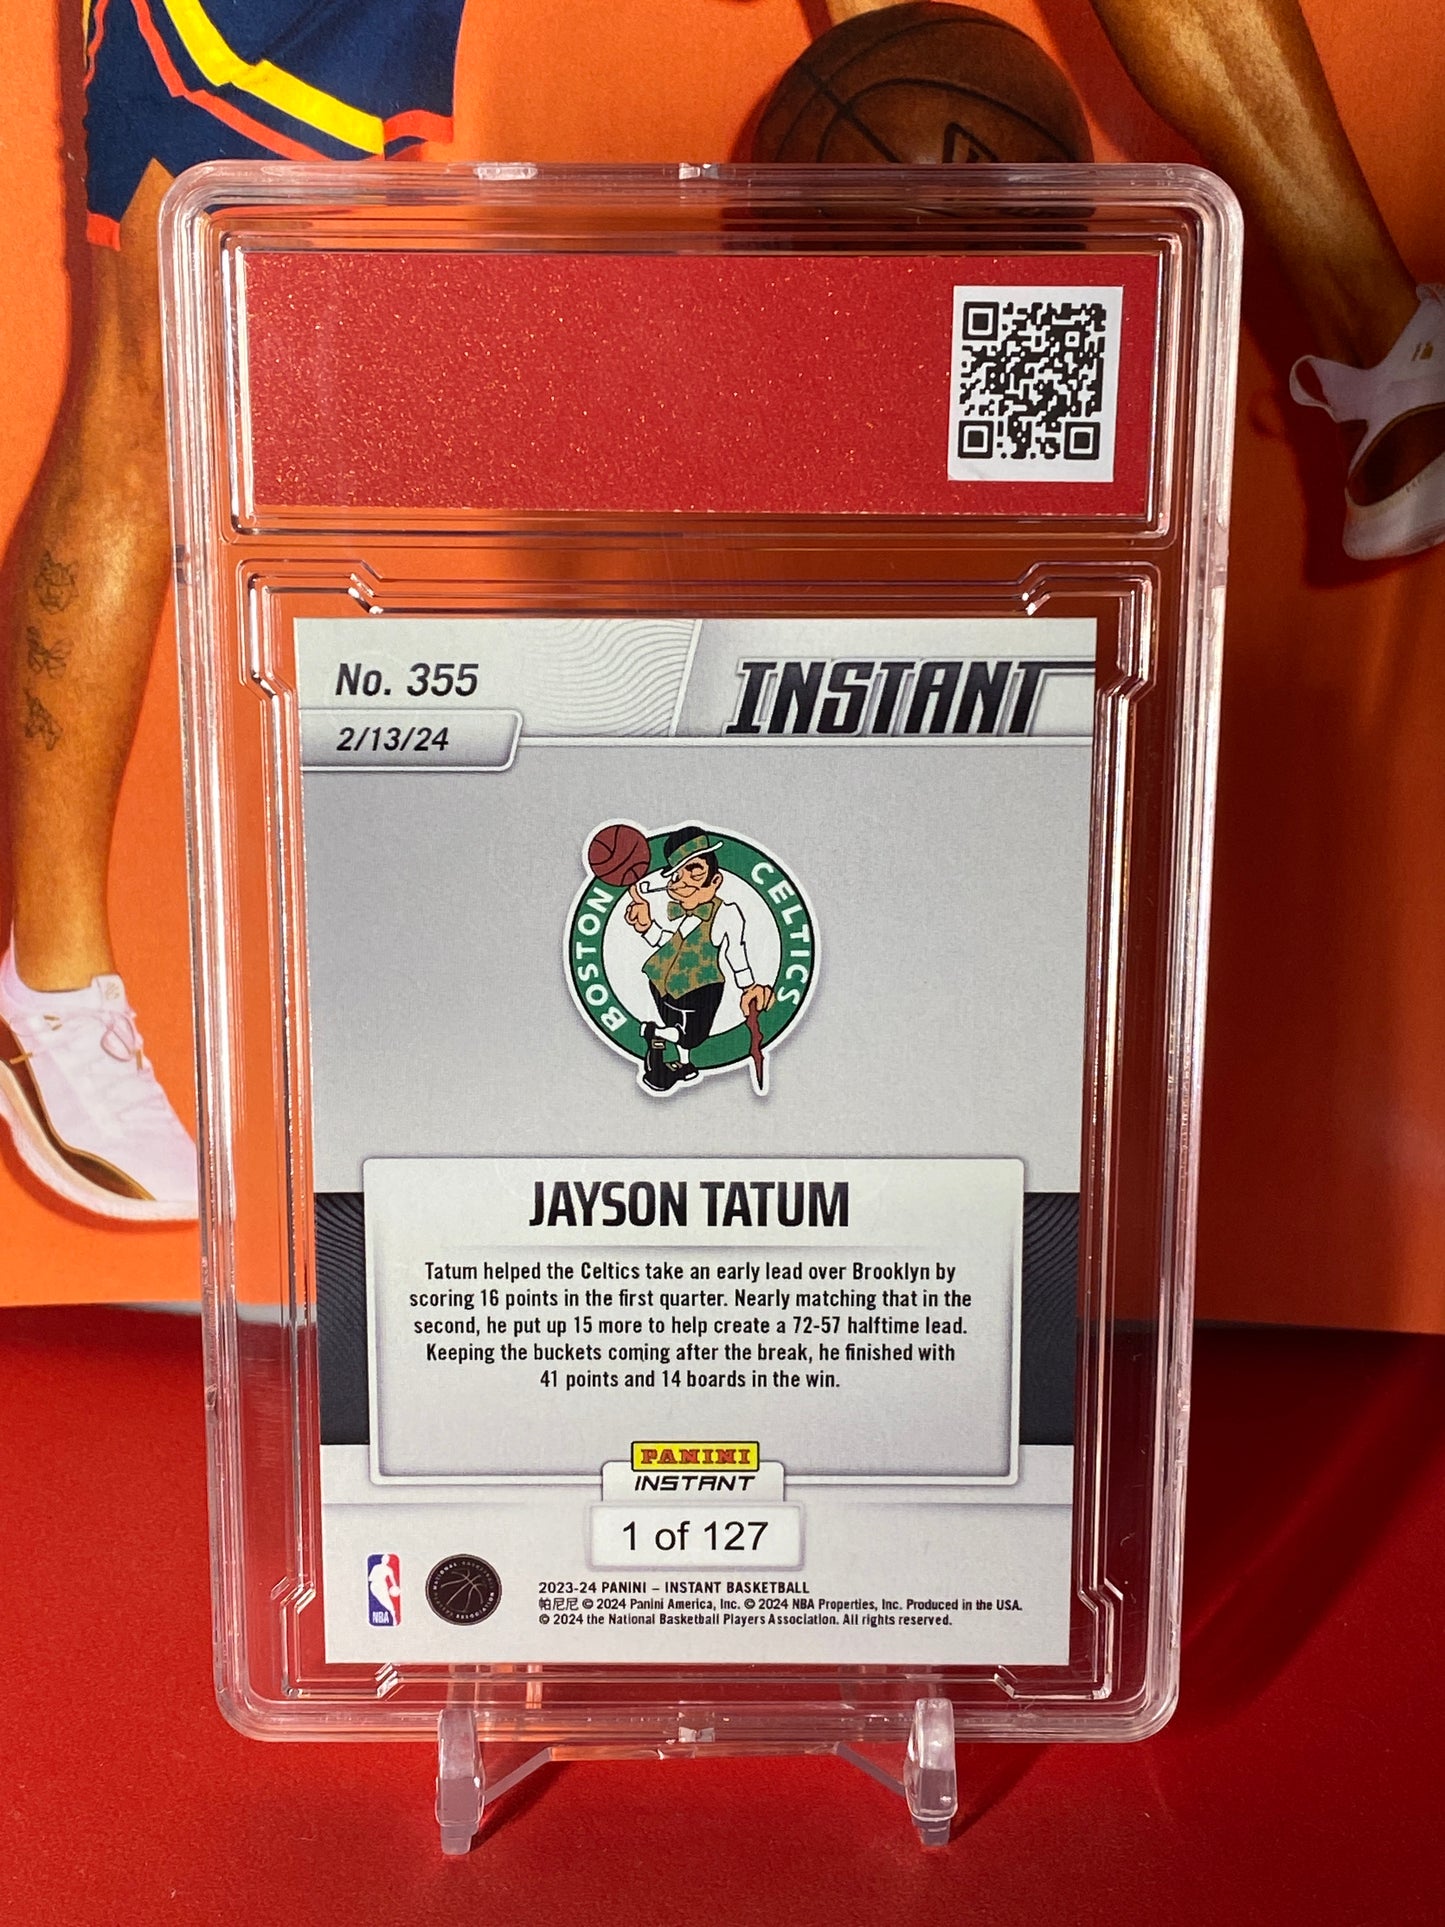 No. 355
INSTANT
2/13/24
BOSTON CELTICS
JAYSON TATUM
Tatum helped the Celtics take an early lead over Brooklyn by
scoring 16 points in the first quarter. Nearly matching that in the
second, he put up 15 more to help create a 72-57 halftime lead.
Keeping the buckets coming after the break, he finished with
41 points and 14 boards in the win.
PANINI
INSTANT
1 of 127
NBA
2023-24 PANINI – INSTANT BASKETBALL
帕尼尼 © 2024 Panini America, Inc. © 2024 NBA Properties, Inc. Produced in the USA.
© 2024 the National Basketball Players Association. All rights reserved.